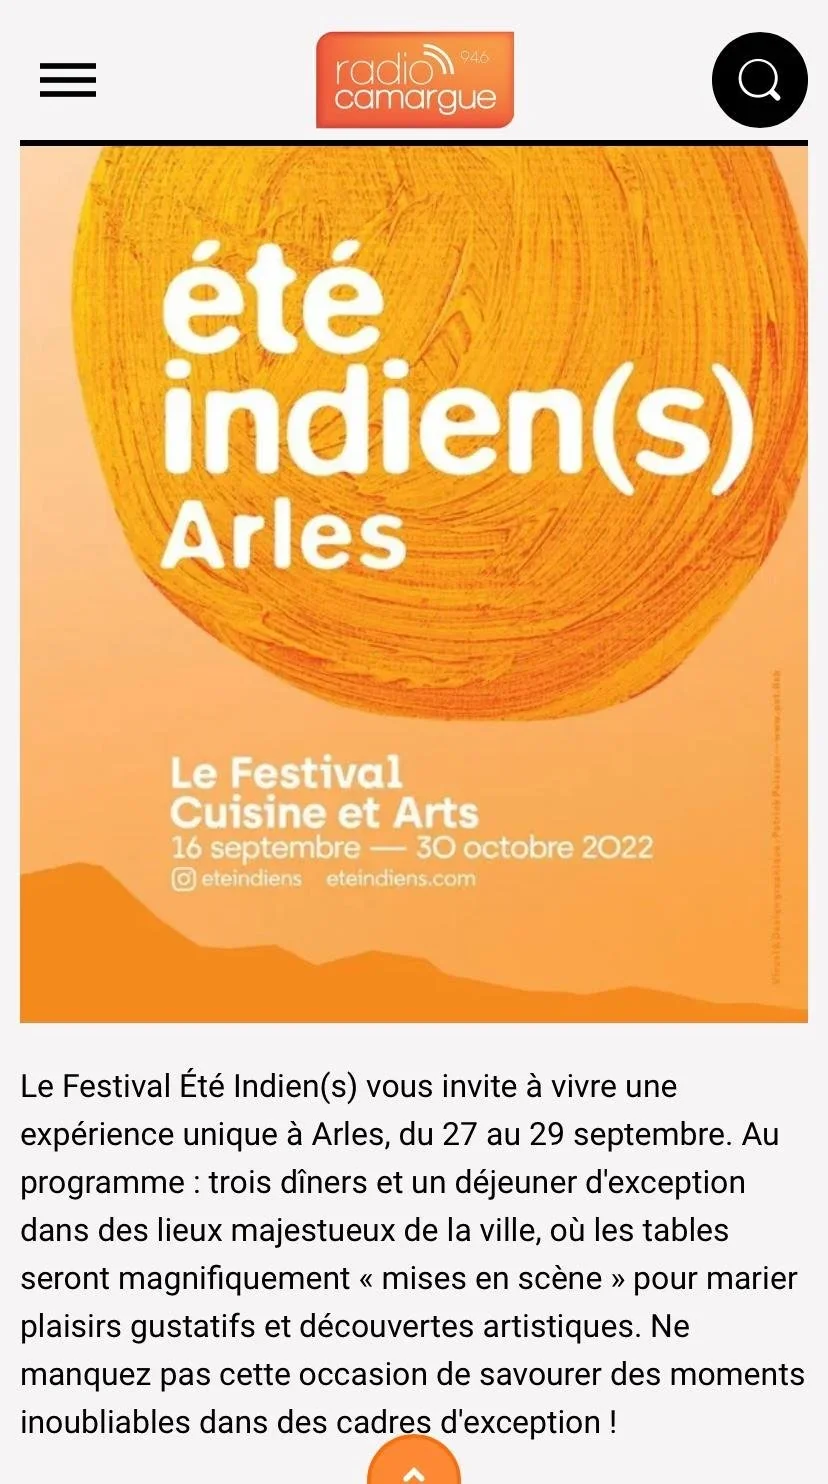 radio 94.6
camargue
été
indien(s)
Arles
Le Festival
Cuisine et Arts
16 septembre — 30 octobre 2022
eteindiens eteindiens.com
Le Festival Été Indien(s) vous invite à vivre une
expérience unique à Arles, du 27 au 29 septembre. Au
programme : trois dîners et un déjeuner d'exception
dans des lieux majestueux de la ville, où les tables
seront magnifiquement « mises en scène » pour marier
plaisirs gustatifs et découvertes artistiques. Ne
manquez pas cette occasion de savourer des moments
inoubliables dans des cadres d'exception !